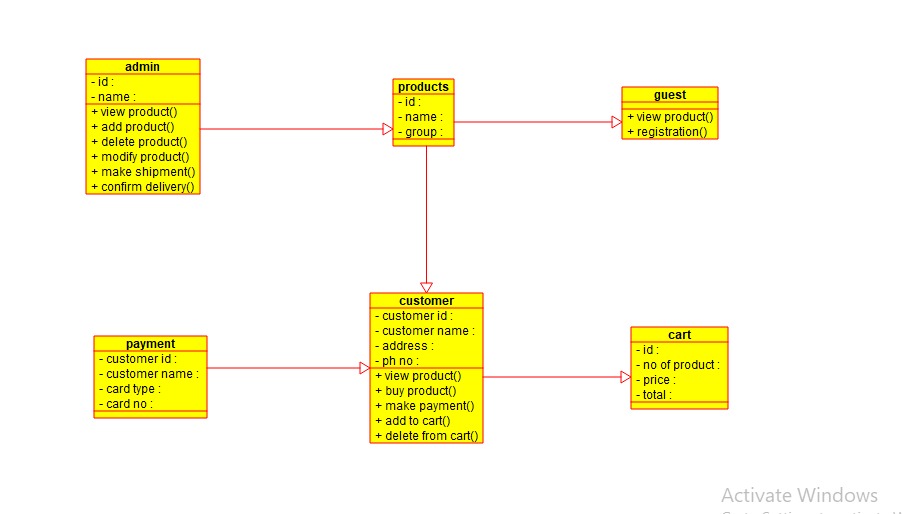 admin
- id :
- name :
+ view product()
+ add product()
+ delete product()
+ modify product()
+ make shipment()
+ confirm delivery()
products
- id :
- name :
- group :
guest
+ view product()
+ registration()
payment
- customer id :
- customer name :
- card type :
- card no :
customer
- customer id :
- customer name :
- address :
- ph no :
+ view product()
+ buy product()
+ make payment()
+ add to cart()
+ delete from cart()
cart
- id :
- no of product :
- price :
- total :
Activate Windows